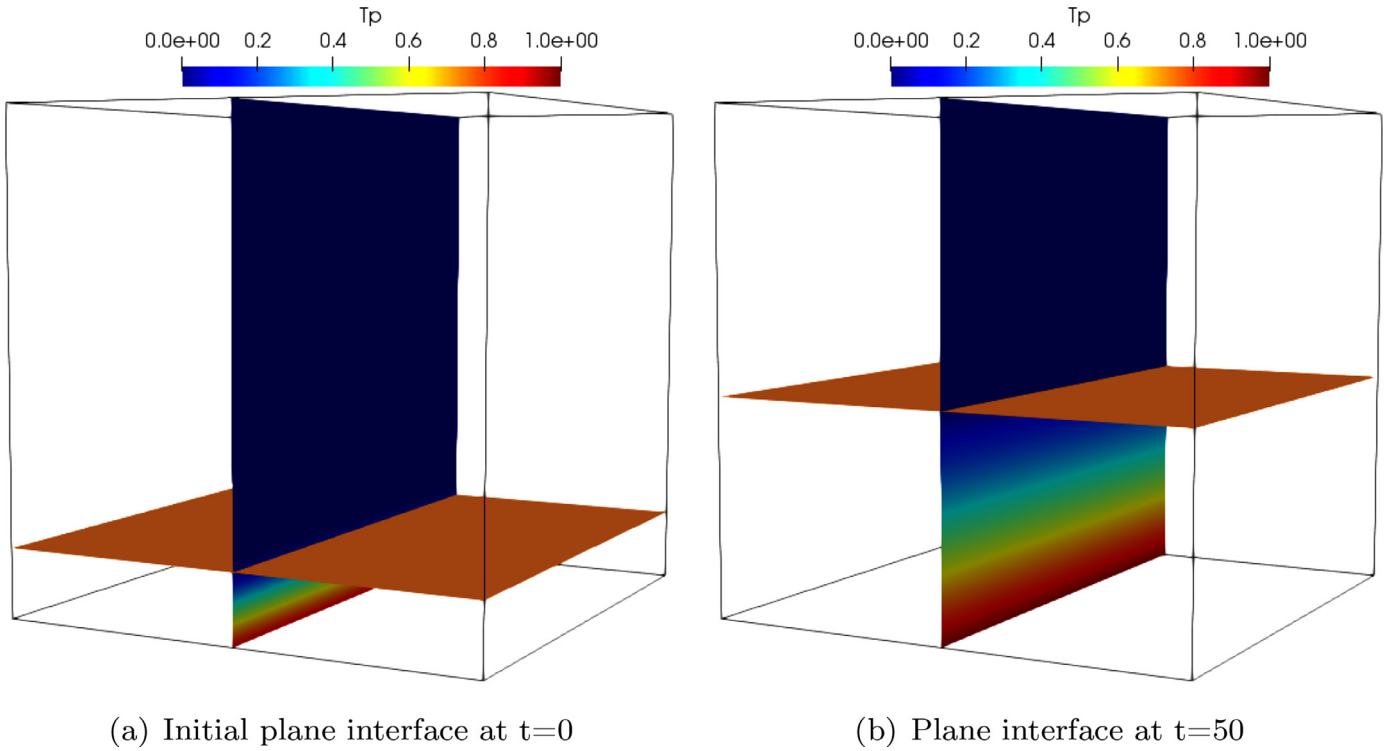 Tp
0.0e+00 0.2 0.4 0.6 0.8 1.0e+00
Tp
0.0e+00 0.2 0.4 0.6 0.8 1.0e+00
(a) Initial plane interface at t=0
(b) Plane interface at t=50